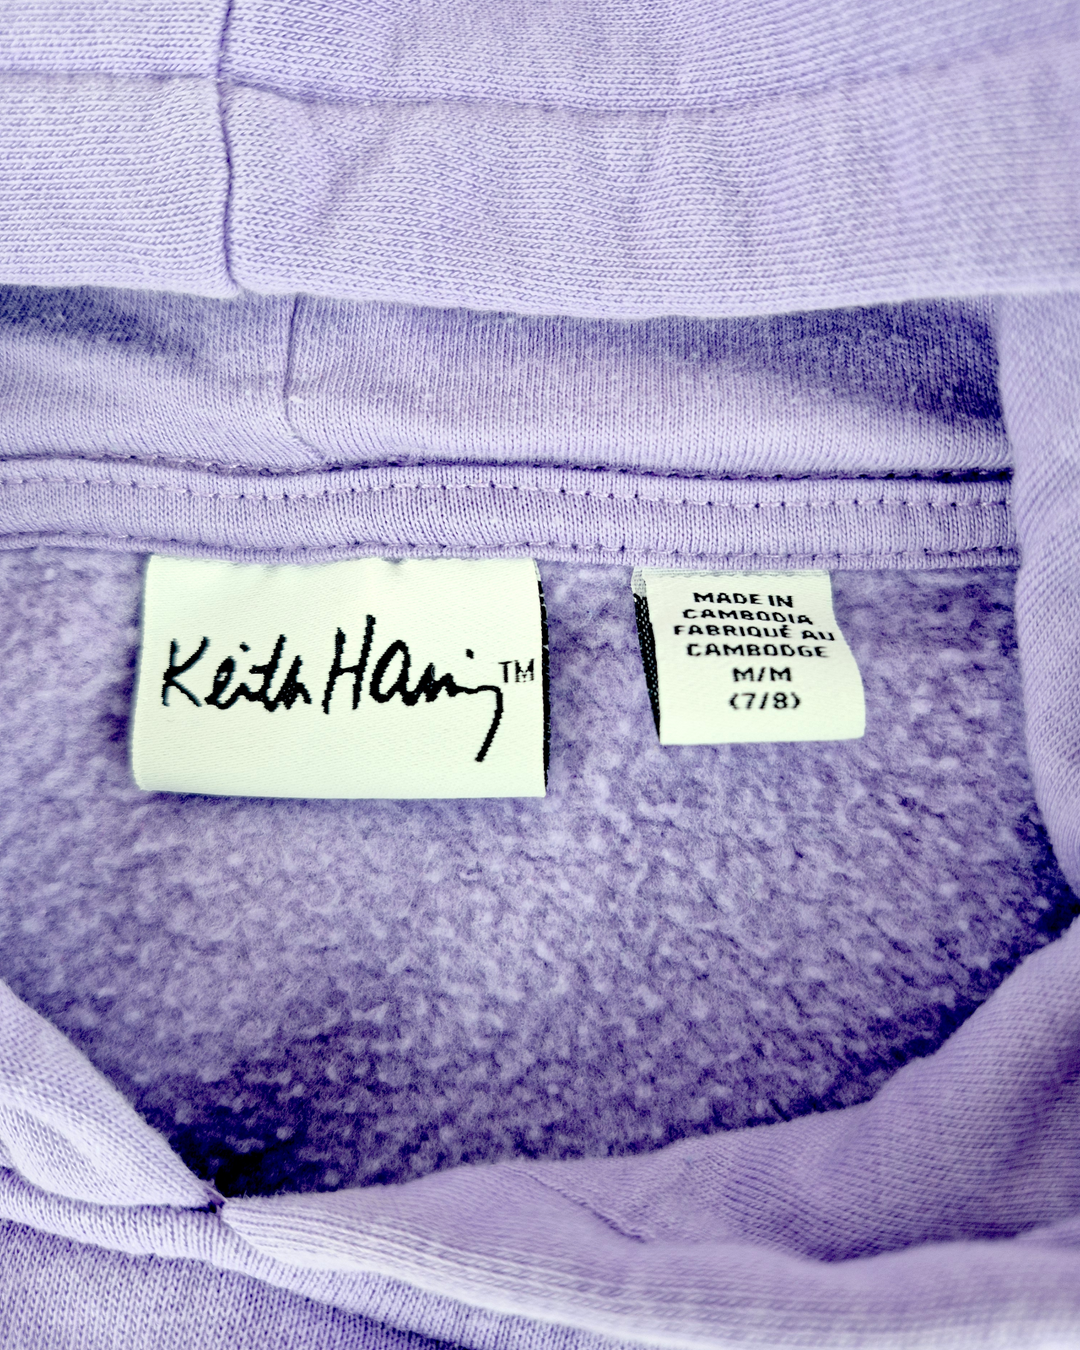 Keith Haring™
MADE IN
CAMBODIA
FABRIQUÉ AU
CAMBODGE
M/M
(7/8)